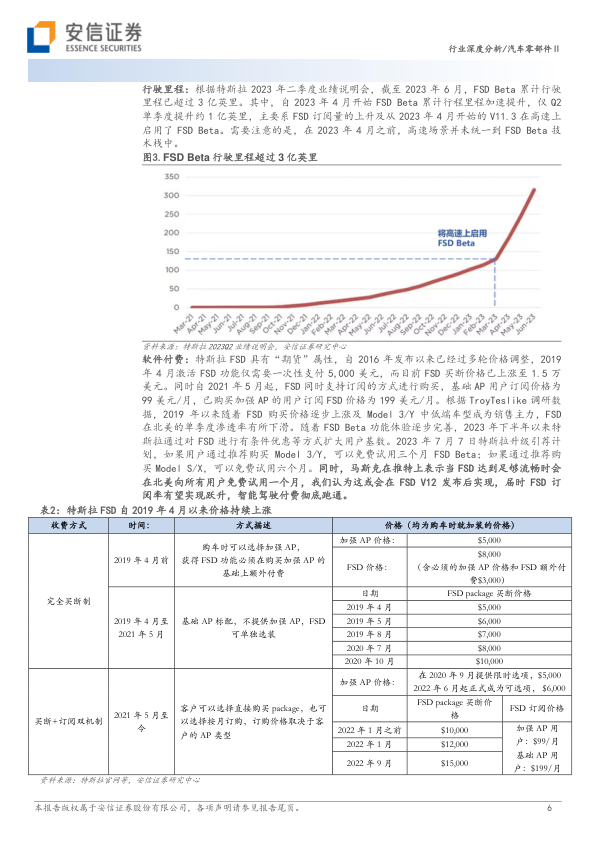 安信证券
ESSENCE SECURITIES
行业深度分析/汽车零部件Ⅱ
行驶里程：根据特斯拉 2023 年二季度业绩说明会，截至 2023 年 6 月，FSD Beta 累计行驶
里程已超过 3 亿英里。其中，自 2023 年 4 月开始 FSD Beta 累计行程里程加速提升，仅 Q2
单季度提升约 1 亿英里，主要系 FSD 订阅量的上升及从 2023 年 4 月开始的 V11.3 在高速上
启用了 FSD Beta。需要注意的是，在 2023 年 4 月之前，高速场景并未统一到 FSD Beta 技
术栈中。
图3. FSD Beta 行驶里程超过 3 亿英里
350
300
250
200
150
100
50
0
将高速上启用
FSD Beta
Mar-21 Apr-21 May-21 Jun-21 Jul-21 Aug-21 Sep-21 Oct-21 Nov-21 Dec-21 Jan-22 Feb-22 Mar-22 Apr-22 May-22 Jun-22 Jul-22 Aug-22 Sep-22 Oct-22 Nov-22 Dec-22 Jan-23 Feb-23 Mar-23 Apr-23 May-23 Jun-23
资料来源：特斯拉 2023Q2 业绩说明会，安信证券研究中心
软件付费：特斯拉 FSD 具有“期货”属性，自 2016 年发布以来已经过多轮价格调整，2019
年 4 月激活 FSD 功能仅需要一次性支付 5,000 美元，而目前 FSD 买断价格已上涨至 1.5 万
美元。同时自 2021 年 5 月起，FSD 同时支持订阅的方式进行购买，基础 AP 用户订阅价格为
99 美元/月，已购买加强 AP 的用户订阅 FSD 价格为 199 美元/月。根据 TroyTeslike 调研数
据，2019 年以来随着 FSD 购买价格逐步上涨及 Model 3/Y 中低端车型成为销售主力，FSD
在北美的单季度渗透率有所下滑。随着 FSD Beta 功能体验逐步完善，2023 年下半年以来特
斯拉通过对 FSD 进行有条件优惠等方式扩大用户基数。2023 年 7 月 7 日特斯拉升级引荐计
划，如果用户通过推荐购买 Model 3/Y，可以免费试用三个月 FSD Beta；如果通过推荐购
买 Model S/X，可以免费试用六个月。同时，马斯克在推特上表示当 FSD 达到足够流畅时会
在北美向所有用户免费试用一个月，我们认为这或会在 FSD V12 发布后实现，届时 FSD 订
阅率有望实现跃升，智能驾驶付费彻底跑通。
表2：特斯拉 FSD 自 2019 年 4 月以来价格持续上涨
收费方式 时间： 方式描述 价格（均为购车时就加装的价格）
完全买断制
2019 年 4 月前
购车时可以选择加强 AP，
获得 FSD 功能必须在购买加强 AP 的
基础上额外付费
加强 AP 价格： $5,000
FSD 价格：
$8,000
（含必须的加强 AP 价格和 FSD 额外付
费$3,000）
2019 年 4 月至
2021 年 5 月
基础 AP 标配，不提供加强 AP，FSD
可单独选装
日期 FSD package 买断价格
2019 年 4 月 $5,000
2019 年 5 月 $6,000
2019 年 8 月 $7,000
2020 年 7 月 $8,000
2020 年 10 月 $10,000
买断+订阅双机制
2021 年 5 月至
今
客户可以选择直接购买 package，也可
以选择按月订购，订购价格取决于客
户的 AP 类型
加强 AP 价格：
在 2020 年 9 月提供限时选项，$5,000
2022 年 6 月起正式成为可选项， $6,000
日期
FSD package 买断价
格
FSD 订阅价格
2022 年 1 月之前 $10,000
2022 年 1 月 $12,000
2022 年 9 月 $15,000
加强 AP 用
户：$99/月
基础 AP 用
户：$199/月
资料来源：特斯拉官网等，安信证券研究中心
本报告版权属于安信证券股份有限公司，各项声明请参见报告尾页。
6